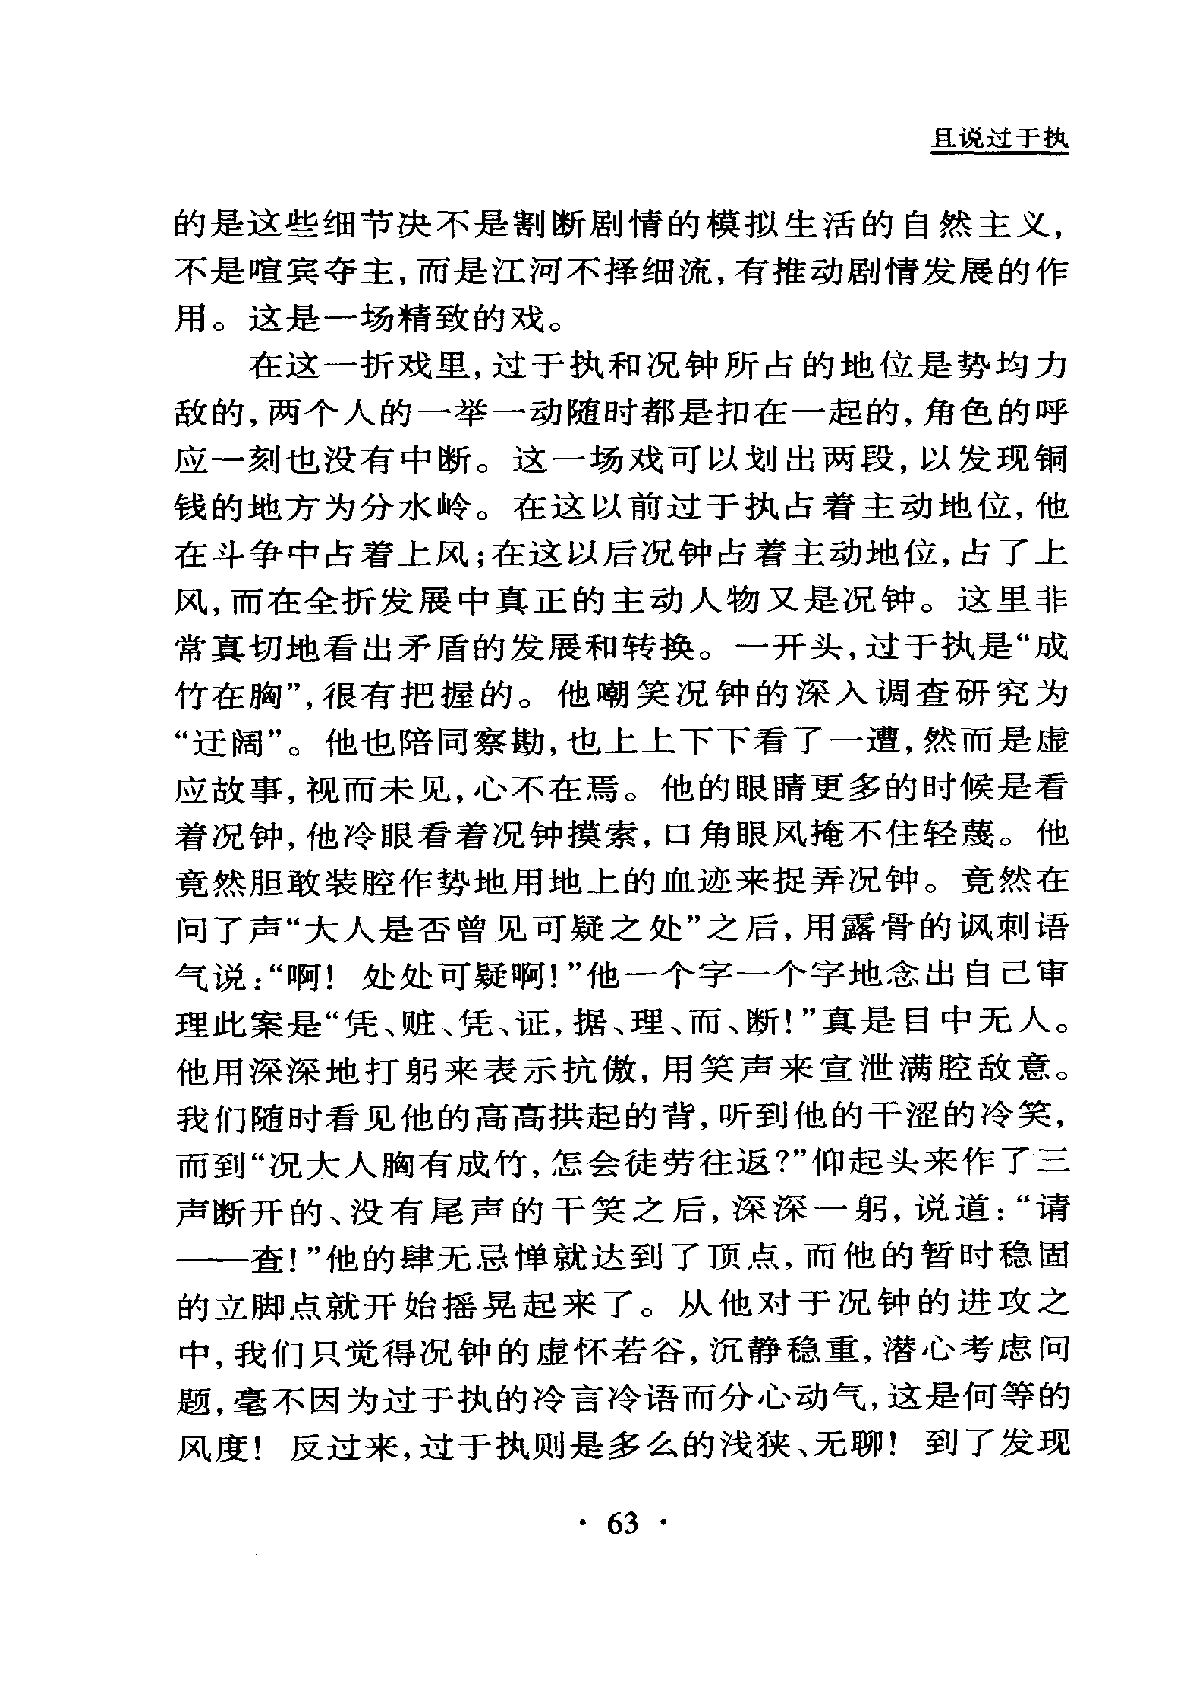 且说过于执
的是这些细节决不是割断剧情的模拟生活的自然主义,
不是喧宾夺主,而是江河不择细流,有推动剧情发展的作
用。这是一场精致的戏。
在这一折戏里,过于执和况钟所占的地位是势均力
敌的,两个人的一举一动随时都是扣在一起的,角色的呼
应一刻也没有中断。这一场戏可以划出两段,以发现铜
钱的地方为分水岭。在这以前过于执占着主动地位,他
在斗争中占着上风;在这以后况钟占着主动地位,占了上
风,而在全折发展中真正的主动人物又是况钟。这里非
常真切地看出矛盾的发展和转换。一开头,过于执是“成
竹在胸”,很有把握的。他嘲笑况钟的深入调查研究为
“迂阔”。他也陪同察勘,也上上下下看了一遭,然而是虚
应故事,视而未见,心不在焉。他的眼睛更多的时候是看
着况钟,他冷眼看着况钟摸索,口角眼风掩不住轻蔑。他
竟然胆敢装腔作势地用地上的血迹来捉弄况钟。竟然在
问了声“大人是否曾见可疑之处”之后,用露骨的讽刺语
气说:“啊!处处可疑啊!”他一个字一个字地念出自己审
理此案是“凭、赃、凭、证,据、理、而、断!”真是目中无人。
他用深深地打躬来表示抗傲,用笑声来宣泄满腔敌意。
我们随时看见他的高高拱起的背,听到他的干涩的冷笑,
而到“况大人胸有成竹,怎会徒劳往返?”仰起头来作了三
声断开的、没有尾声的干笑之后,深深一躬,说道:“请
——查!”他的肆无忌惮就达到了顶点,而他的暂时稳固
的立脚点就开始摇晃起来了。从他对于况钟的进攻之
中,我们只觉得况钟的虚怀若谷,沉静稳重,潜心考虑问
题,毫不因为过于执的冷言冷语而分心动气,这是何等的
风度!反过来,过于执则是多么的浅狭、无聊!到了发现
· 63 ·